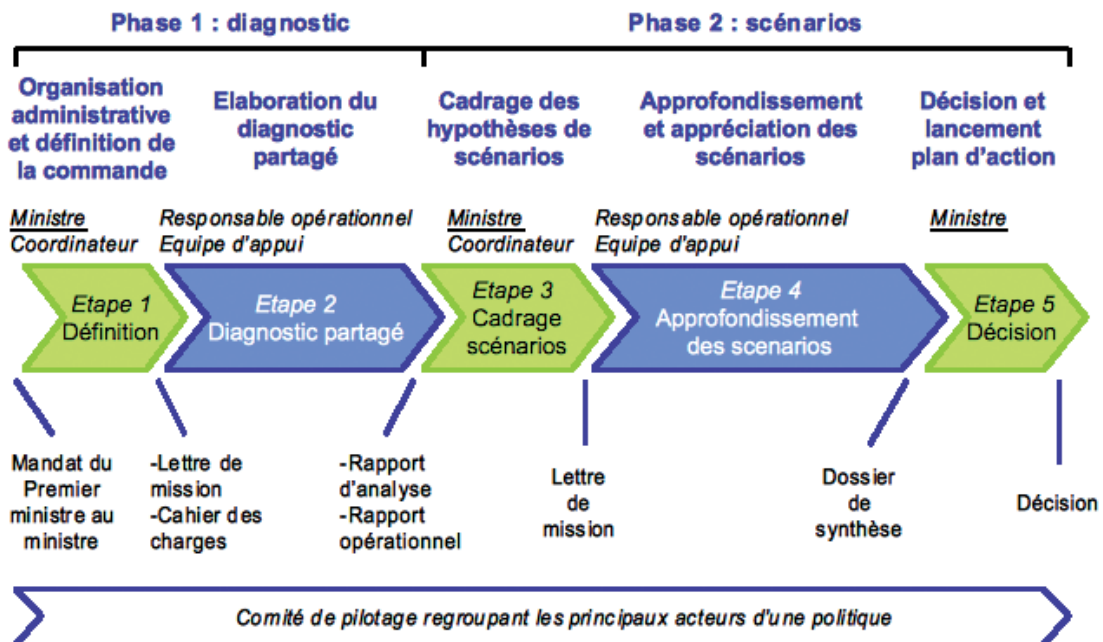 Phase 1 : diagnostic
Phase 2 : scénarios
Organisation
administrative
et définition de
la commande
Elaboration du
diagnostic
partagé
Cadrage des
hypothèses de
scénarios
Approfondissement
et appréciation des
scénarios
Décision et
lancement
plan d'action
Ministre
Coordinateur
Responsable opérationnel
Equipe d'appui
Ministre
Coordinateur
Responsable opérationnel
Equipe d'appui
Ministre
Etape 1
Définition
Etape 2
Diagnostic partagé
Etape 3
Cadrage
scénarios
Etape 4
Approfondissement
des scenarios
Etape 5
Décision
Mandat du
Premier
ministre au
ministre
-Lettre de
mission
-Cahier des
charges
-Rapport
d'analyse
-Rapport
opérationnel
Lettre
de
mission
Dossier
de
synthèse
Décision
Comité de pilotage regroupant les principaux acteurs d'une politique